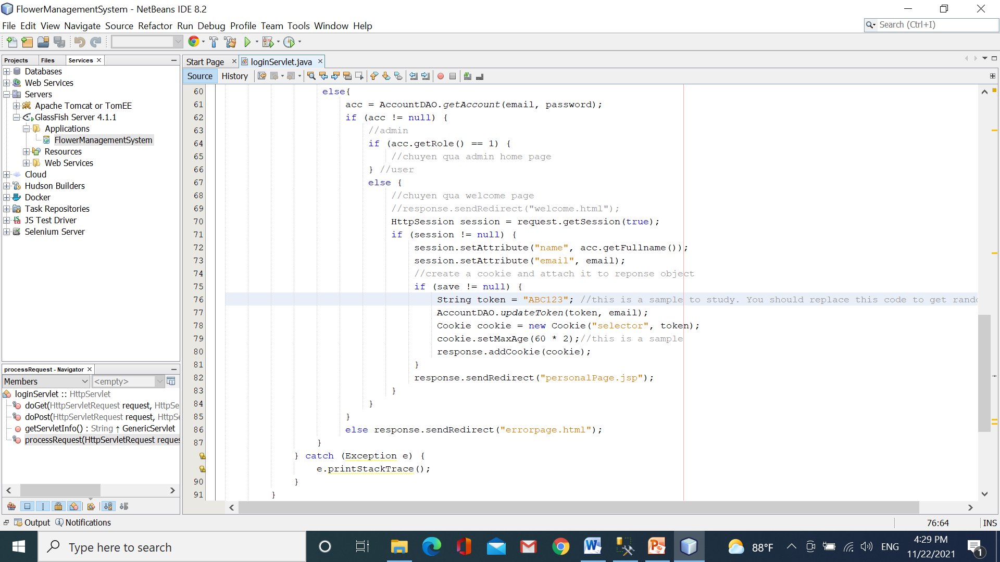 FlowerManagementSystem - NetBeans IDE 8.2
File Edit View Navigate Source Refactor Run Debug Profile Team Tools Window Help
Search (Ctrl+I)
Projects Files Services
Databases
Web Services
Servers
Apache Tomcat or TomEE
GlassFish Server 4.1.1
Applications
FlowerManagementSystem
Resources
Web Services
Cloud
Hudson Builders
Docker
Task Repositories
JS Test Driver
Selenium Server
processRequest - Navigator
Members <empty>
loginServlet :: HttpServlet
doGet(HttpServletRequest request, HttpSe
doPost(HttpServletRequest request, HttpSe
getServletInfo() : String ↑ GenericServlet
processRequest(HttpServletRequest reques
Start Page loginServlet.java
Source History
60 else{
61 acc = AccountDAO.getAccount(email, password);
62 if (acc != null) {
63 //admin
64 if (acc.getRole() == 1) {
65 //chuyen qua admin home page
66 } //user
67 else {
68 //chuyen qua welcome page
69 //response.sendRedirect("welcome.html");
70 HttpSession session = request.getSession(true);
71 if (session != null) {
72 session.setAttribute("name", acc.getFullname());
73 session.setAttribute("email", email);
74 //create a cookie and attach it to reponse object
75 if (save != null) {
76 String token = "ABC123"; //this is a sample to study. You should replace this code to get rand
77 AccountDAO.updateToken(token, email);
78 Cookie cookie = new Cookie("selector", token);
79 cookie.setMaxAge(60 * 2);//this is a sample
80 response.addCookie(cookie);
81 }
82 response.sendRedirect("personalPage.jsp");
83 }
84 }
85 }
86 else response.sendRedirect("errorpage.html");
87 }
} catch (Exception e) {
e.printStackTrace();
90 }
91 }
Output Notifications
76:64 INS
Type here to search
88°F
ENG
4:29 PM
11/22/2021
1